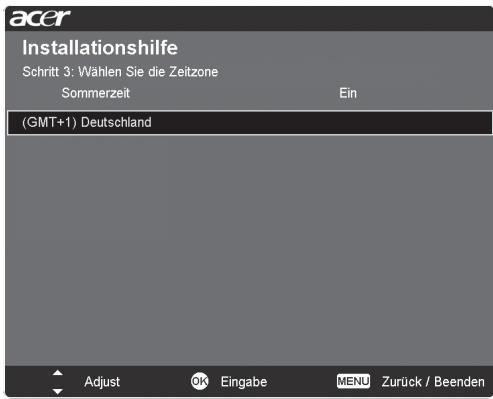 acer
Installationshilfe
Schritt 3: Wählen Sie die Zeitzone
Sommerzeit Ein
(GMT+1) Deutschland
Adjust OK Eingabe MENU Zurück / Beenden